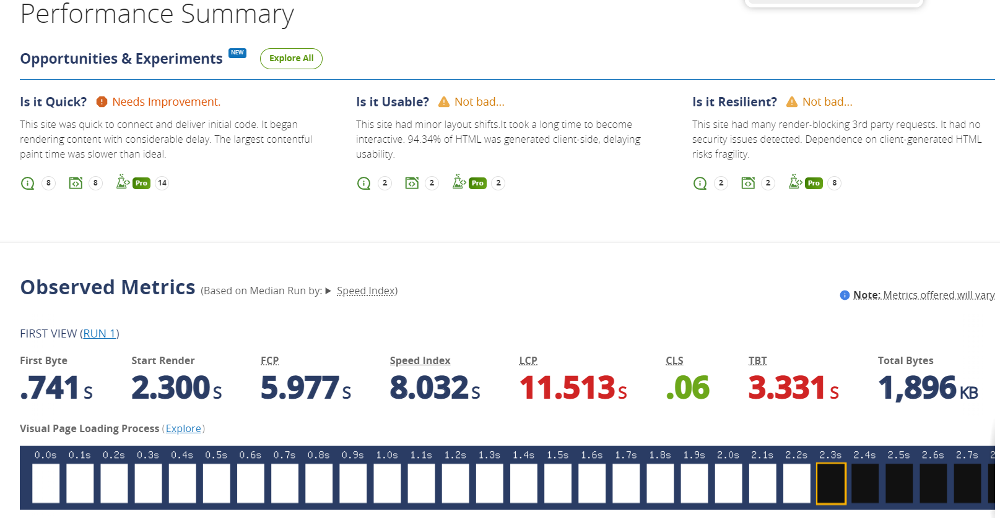 Performance Summary
Opportunities & Experiments NEW Explore All
Is it Quick? Needs Improvement.
This site was quick to connect and deliver initial code. It began
rendering content with considerable delay. The largest contentful
paint time was slower than ideal.
8 8 Pro 14
Is it Usable? Not bad...
This site had minor layout shifts.It took a long time to become
interactive. 94.34% of HTML was generated client-side, delaying
usability.
2 2 Pro 2
Is it Resilient? Not bad...
This site had many render-blocking 3rd party requests. It had no
security issues detected. Dependence on client-generated HTML
risks fragility.
2 2 Pro 8
Observed Metrics (Based on Median Run by: ▶ Speed Index)
Note: Metrics offered will vary
FIRST VIEW (RUN 1)
First Byte Start Render FCP Speed Index LCP CLS TBT Total Bytes
.741 S 2.300 S 5.977 S 8.032 S 11.513 S .06 3.331 S 1,896 KB
Visual Page Loading Process (Explore)
0.0s 0.1s 0.2s 0.3s 0.4s 0.5s 0.6s 0.7s 0.8s 0.9s 1.0s 1.1s 1.2s 1.3s 1.4s 1.5s 1.6s 1.7s 1.8s 1.9s 2.0s 2.1s 2.2s 2.3s 2.4s 2.5s 2.6s 2.7s